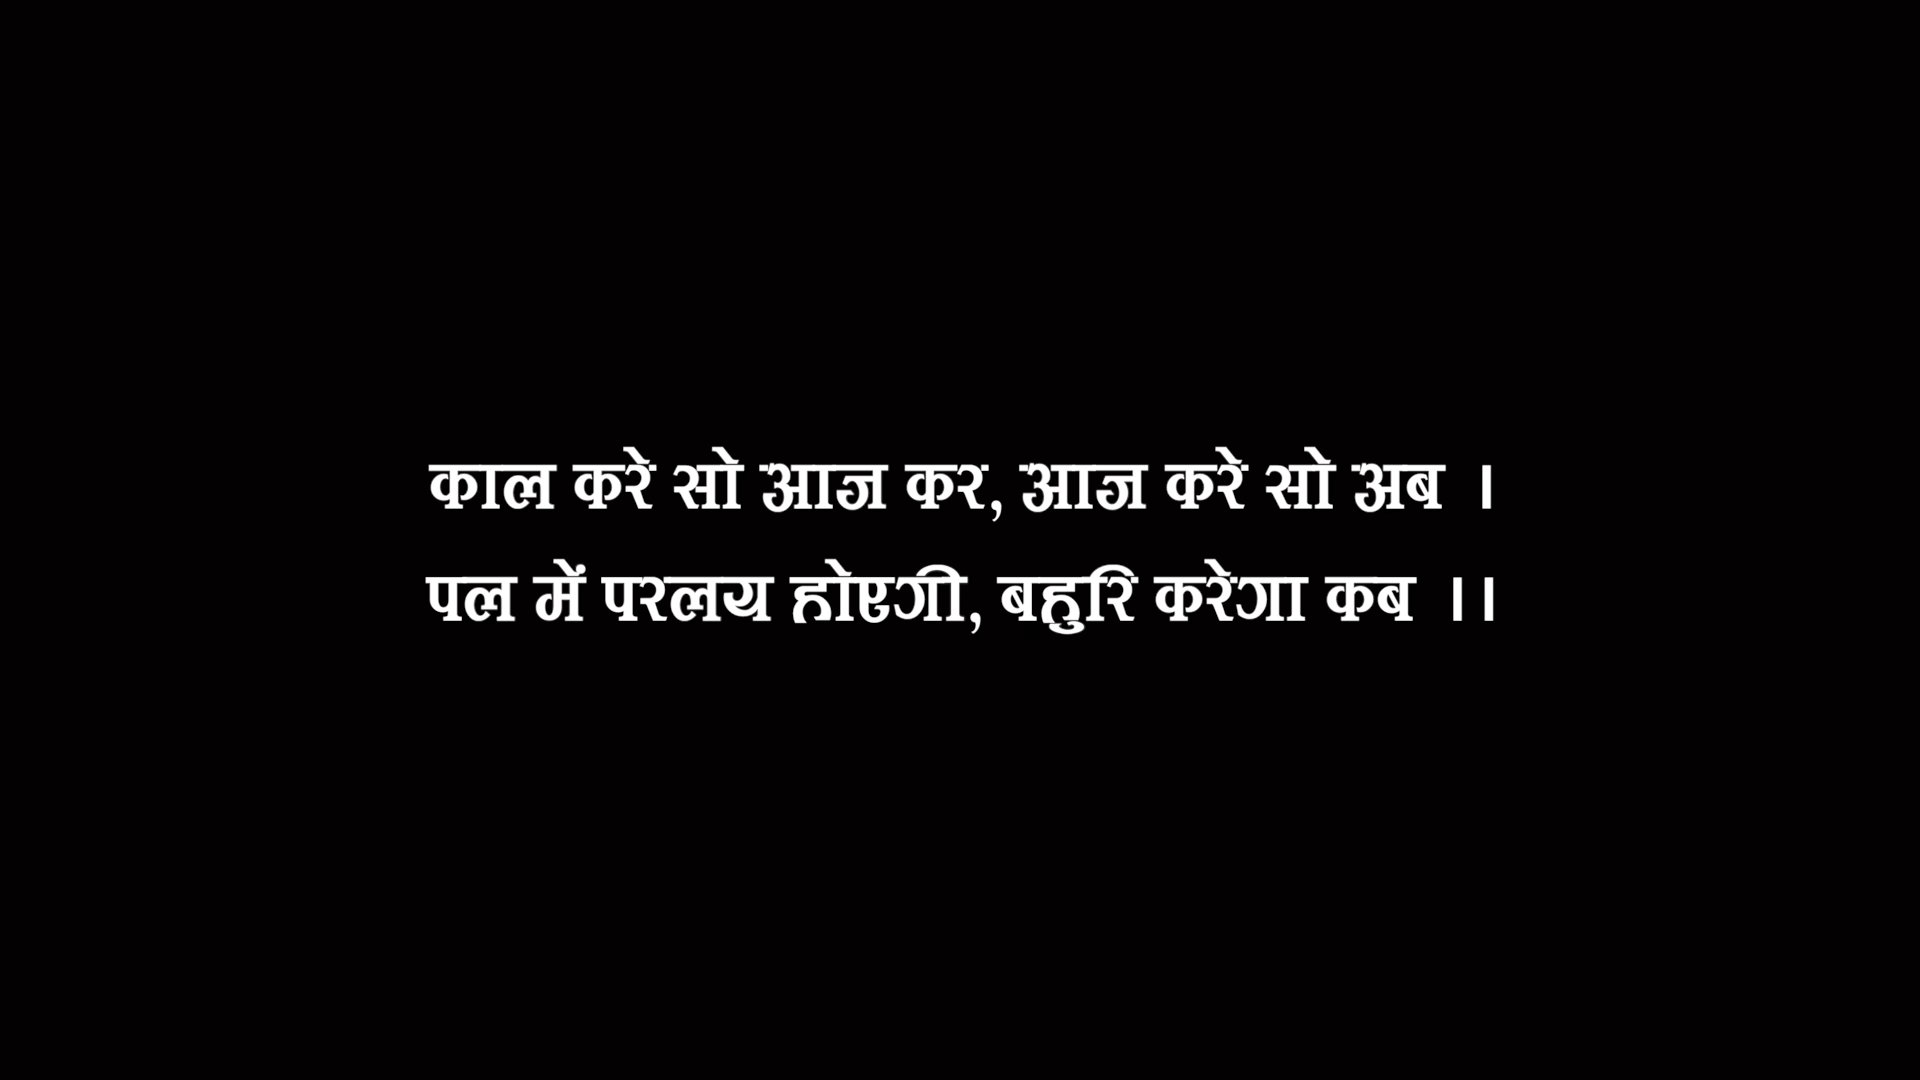 काल करे सो आज कर, आज करे सो अब ।
पल में परलय होएगी, बहुरि करेगा कब ।।